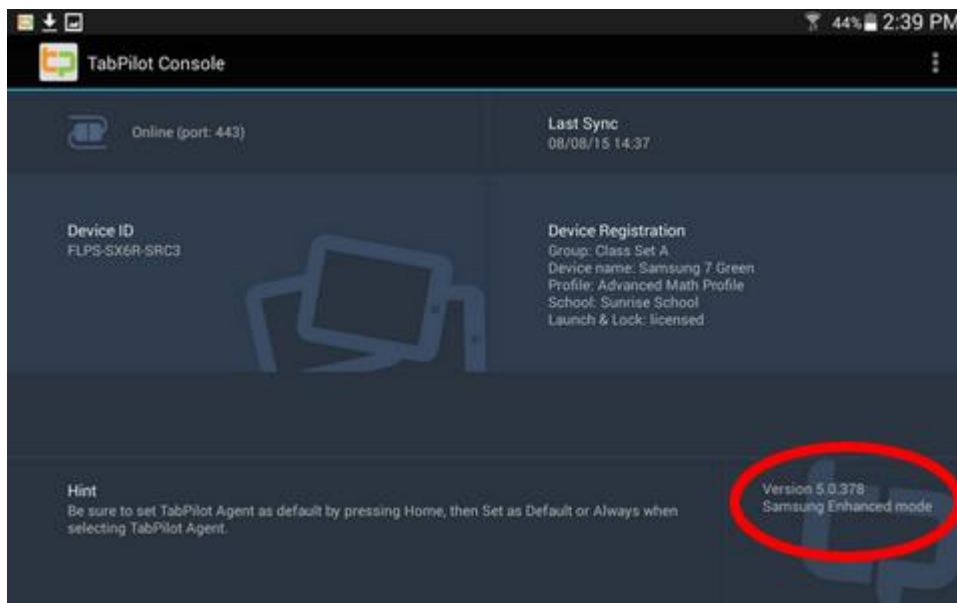 44% 2:39 PM
tp TabPilot Console
Online (port: 443)
Last Sync
08/08/15 14:37
Device ID
FLPS-SX6R-SRC3
Device Registration
Group: Class Set A
Device name: Samsung 7 Green
Profile: Advanced Math Profile
School: Sunrise School
Launch & Lock: licensed
Hint
Be sure to set TabPilot Agent as default by pressing Home, then Set as Default or Always when
selecting TabPilot Agent.
Version 5.0.378
Samsung Enhanced mode